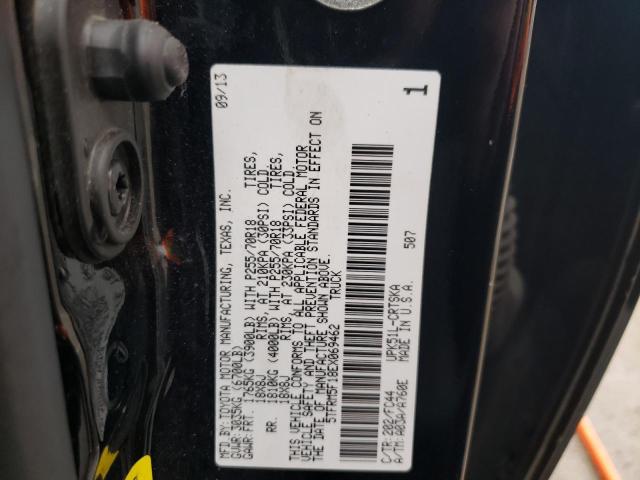 MFD.BY: TOYOTA MOTOR MANUFACTURING, TEXAS, INC. 09/13
GVWR: 3035KG (6700LB)
GAWR: FRT. 1765KG (3900LB) WITH P255/70R18 TIRES,
18X8J RIMS, AT 210KPA (30PSI) COLD.
RR. 1810KG (4000LB) WITH P255/70R18 TIRES,
18X8J RIMS, AT 230KPA (33PSI) COLD.
THIS VEHICLE CONFORMS TO ALL APPLICABLE FEDERAL MOTOR
VEHICLE SAFETY AND THEFT PREVENTION STANDARDS IN EFFECT ON
THE DATE OF MANUFACTURE SHOWN ABOVE.
5TFRM5F18EX069462 TRUCK
C/TR: 202/FC44 UPK51L-CRTSKA
A/TM: A03A/A760E MADE IN U.S.A. 507
1